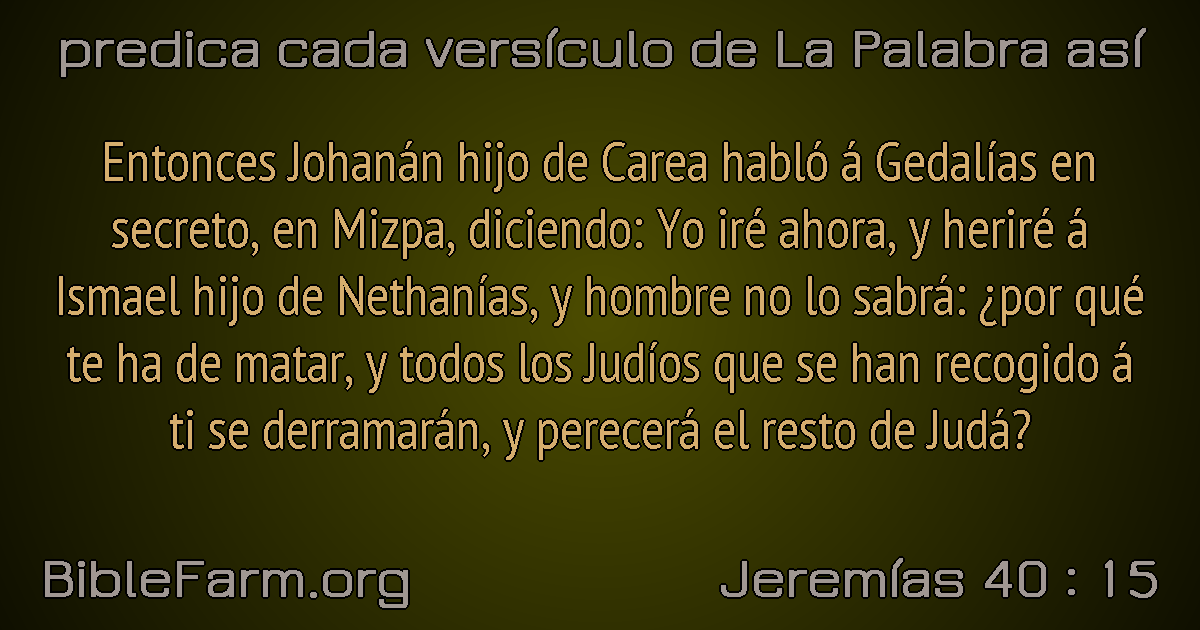 predica cada versículo de La Palabra así
Entonces Johanán hijo de Carea habló á Gedalías en
secreto, en Mizpa, diciendo: Yo iré ahora, y heriré á
Ismael hijo de Nethanías, y hombre no lo sabrá: ¿por qué
te ha de matar, y todos los Judíos que se han recogido á
ti se derramarán, y perecerá el resto de Judá?
BibleFarm.org
Jeremías 40 : 15